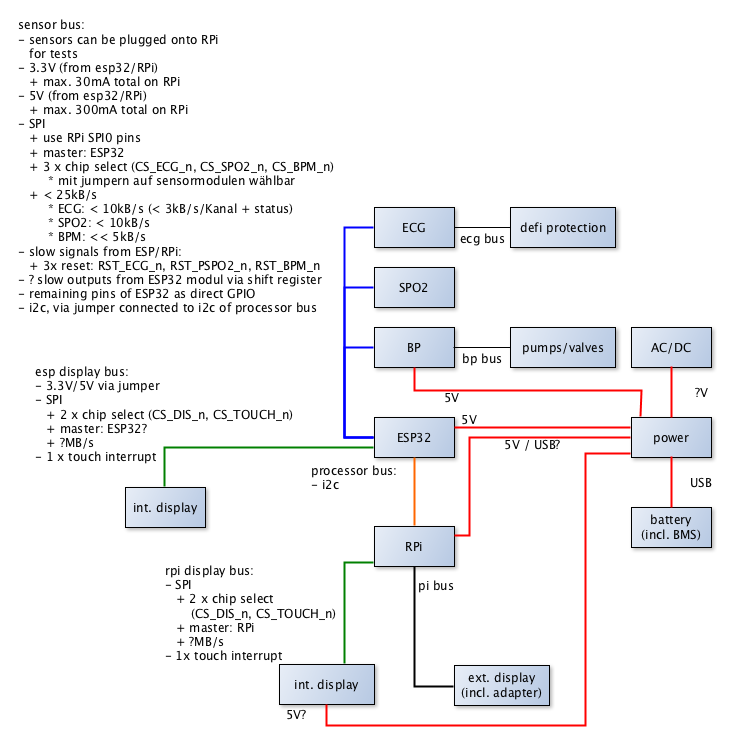 sensor bus:
- sensors can be plugged onto RPi
for tests
- 3.3V (from esp32/RPi)
+ max. 30mA total on RPi
- 5V (from esp32/RPi)
+ max. 300mA total on RPi
- SPI
+ use RPi SPI0 pins
+ master: ESP32
+ 3 x chip select (CS_ECG_n, CS_SPO2_n, CS_BPM_n)
* mit jumpern auf sensormodulen wählbar
+ < 25kB/s
* ECG: < 10kB/s (< 3kB/s/Kanal + status)
* SPO2: < 10kB/s
* BPM: << 5kB/s
- slow signals from ESP/RPi:
+ 3x reset: RST_ECG_n, RST_PSPO2_n, RST_BPM_n
- ? slow outputs from ESP32 modul via shift register
- remaining pins of ESP32 as direct GPIO
- i2c, via jumper connected to i2c of processor bus
ECG
ecg bus
defi protection
SPO2
BP
bp bus
pumps/valves
AC/DC
5V
?V
esp display bus:
- 3.3V/5V via jumper
- SPI
+ 2 x chip select (CS_DIS_n, CS_TOUCH_n)
+ master: ESP32?
+ ?MB/s
- 1 x touch interrupt
ESP32
5V
5V / USB?
power
processor bus:
- i2c
USB
int. display
battery
(incl. BMS)
RPi
pi bus
rpi display bus:
- SPI
+ 2 x chip select
(CS_DIS_n, CS_TOUCH_n)
+ master: RPi
+ ?MB/s
- 1x touch interrupt
int. display
5V?
ext. display
(incl. adapter)